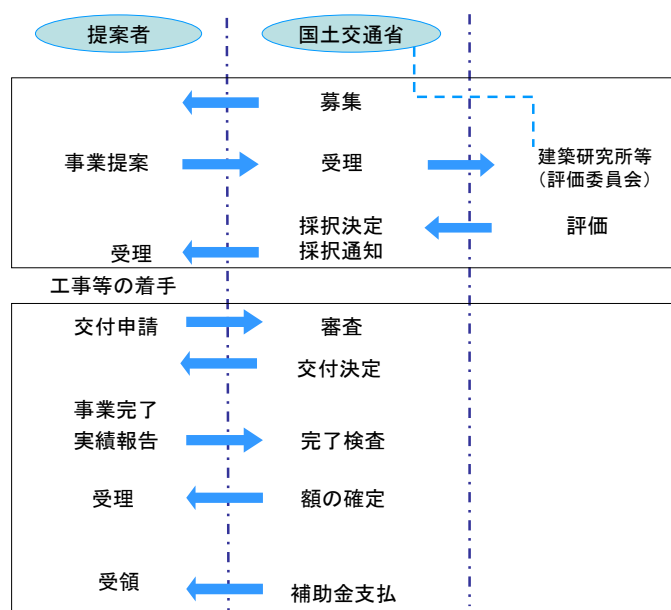 提案者
国土交通省
募集
事業提案
受理
建築研究所等
（評価委員会）
採択決定
評価
受理
採択通知
工事等の着手
交付申請
審査
交付決定
事業完了
実績報告
完了検査
受理
額の確定
受領
補助金支払